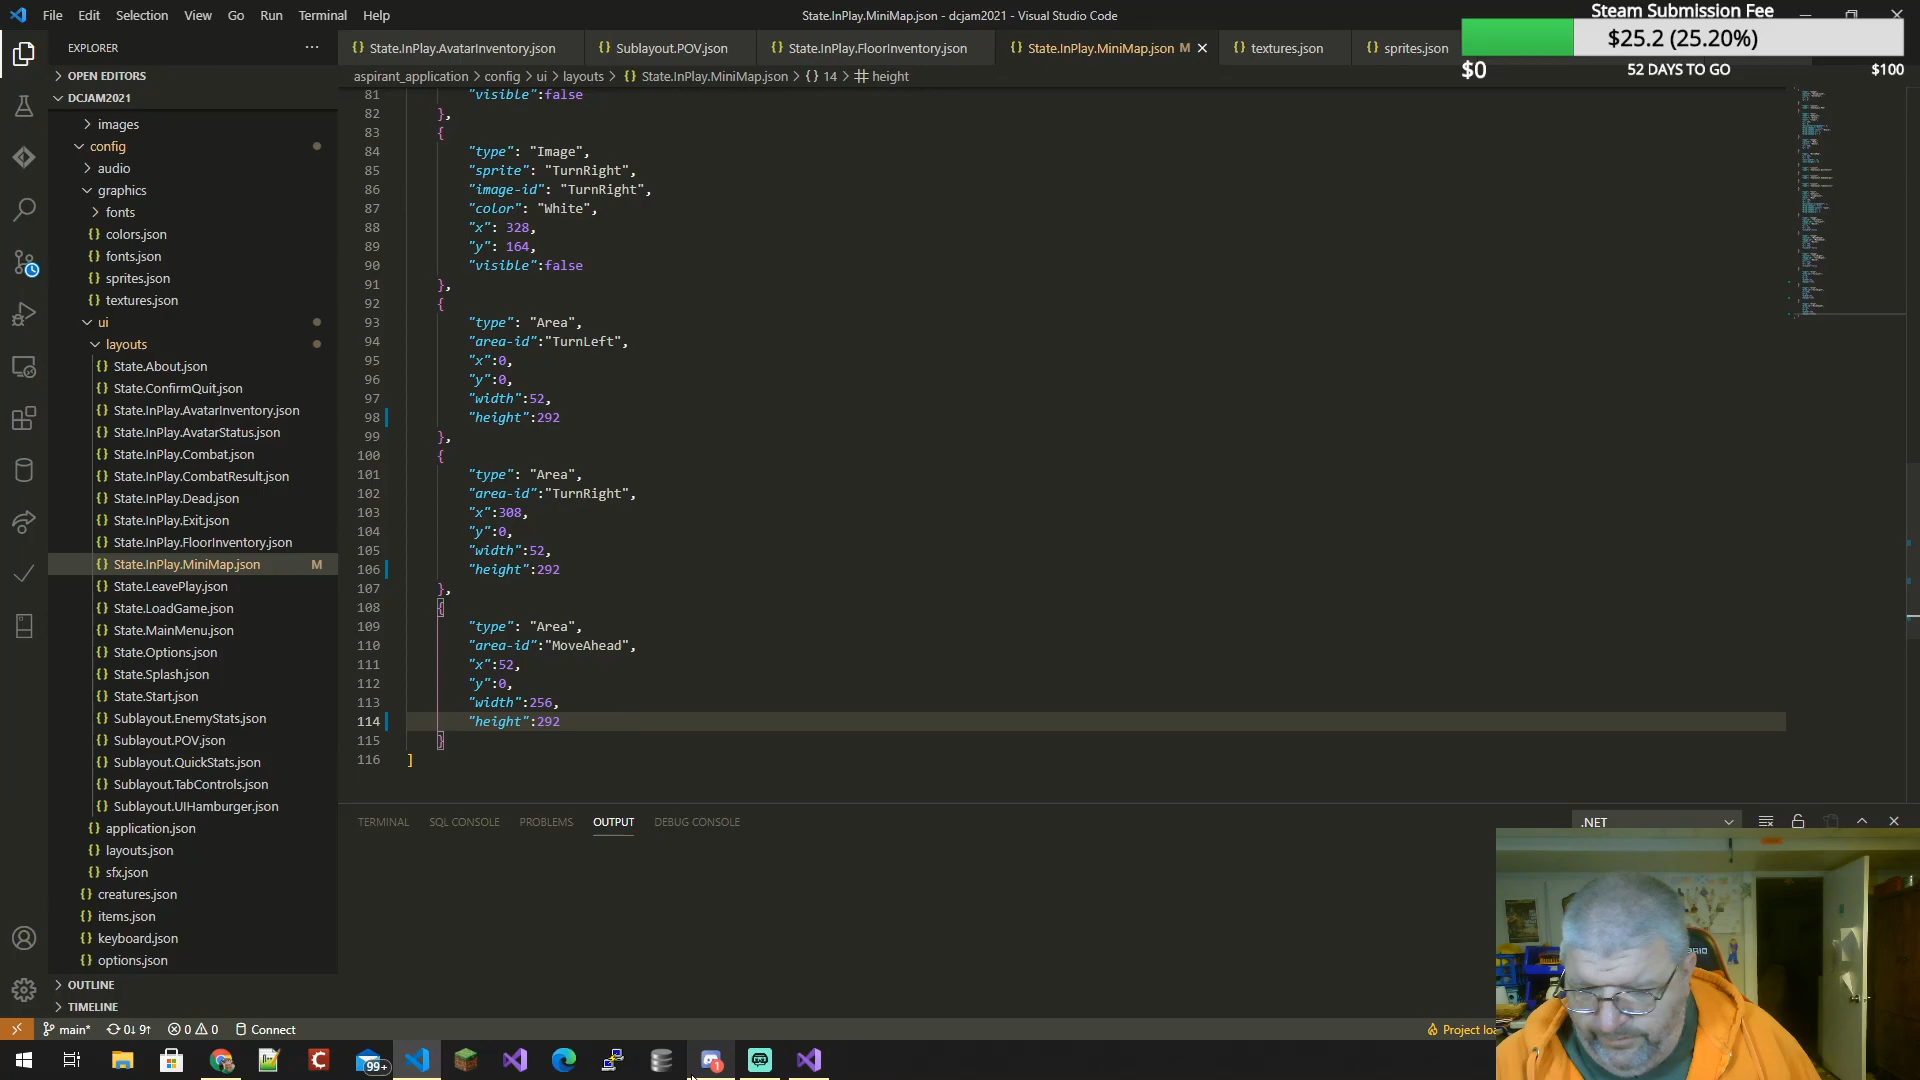 File Edit Selection View Go Run Terminal Help
State.InPlay.MiniMap.json - dcjam2021 - Visual Studio Code
Steam Submission Fee
$25.2 (25.20%)
$0 52 DAYS TO GO $100
EXPLORER
State.InPlay.AvatarInventory.json Sublayout.POV.json State.InPlay.FloorInventory.json State.InPlay.MiniMap.json M textures.json sprites.json
aspirant_application > config > ui > layouts > {} State.InPlay.MiniMap.json > {} 14 > height
OPEN EDITORS
DCJAM2021
images
config
audio
graphics
fonts
colors.json
fonts.json
sprites.json
textures.json
ui
layouts
State.About.json
State.ConfirmQuit.json
State.InPlay.AvatarInventory.json
State.InPlay.AvatarStatus.json
State.InPlay.Combat.json
State.InPlay.CombatResult.json
State.InPlay.Dead.json
State.InPlay.Exit.json
State.InPlay.FloorInventory.json
State.InPlay.MiniMap.json M
State.LeavePlay.json
State.LoadGame.json
State.MainMenu.json
State.Options.json
State.Splash.json
State.Start.json
Sublayout.EnemyStats.json
Sublayout.POV.json
Sublayout.QuickStats.json
Sublayout.TabControls.json
Sublayout.UIHamburger.json
application.json
layouts.json
sfx.json
creatures.json
items.json
keyboard.json
options.json
OUTLINE
TIMELINE
81 "visible":false
82 },
83 {
84 "type": "Image",
85 "sprite": "TurnRight",
86 "image-id": "TurnRight",
87 "color": "White",
88 "x": 328,
89 "y": 164,
90 "visible":false
91 },
92 {
93 "type": "Area",
94 "area-id":"TurnLeft",
95 "x":0,
96 "y":0,
97 "width":52,
98 "height":292
99 },
100 {
101 "type": "Area",
102 "area-id":"TurnRight",
103 "x":308,
104 "y":0,
105 "width":52,
106 "height":292
107 },
108 {
109 "type": "Area",
110 "area-id":"MoveAhead",
111 "x":52,
112 "y":0,
113 "width":256,
114 "height":292
115 }
116 ]
TERMINAL SQL CONSOLE PROBLEMS OUTPUT DEBUG CONSOLE
.NET
main* 0↓ 9↑ 0 0 Connect
Project loa
99+
1